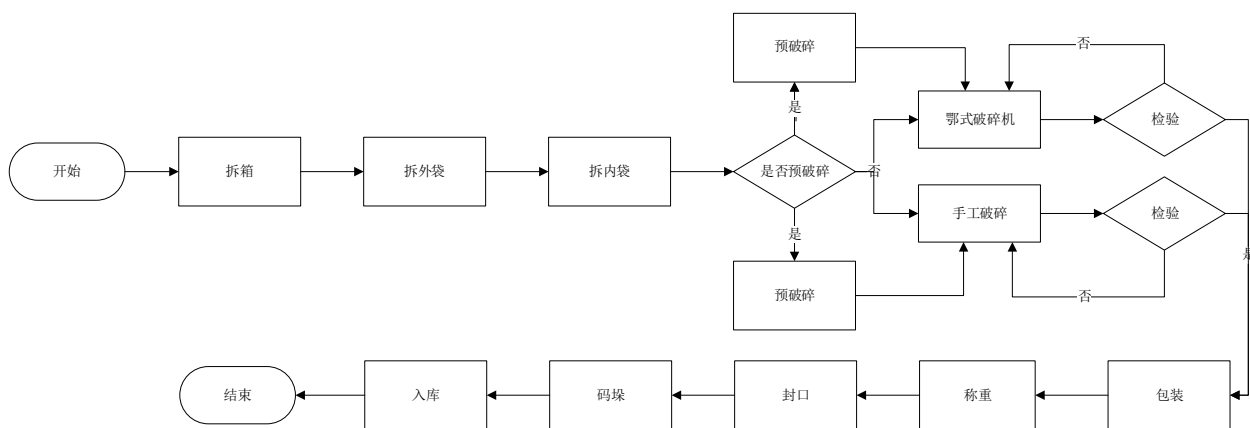 预破碎
否
是
鄂式破碎机
检验
开始
拆箱
拆外袋
拆内袋
是否预破碎
否
手工破碎
检验
是
是
预破碎
否
结束
入库
码垛
封口
称重
包装